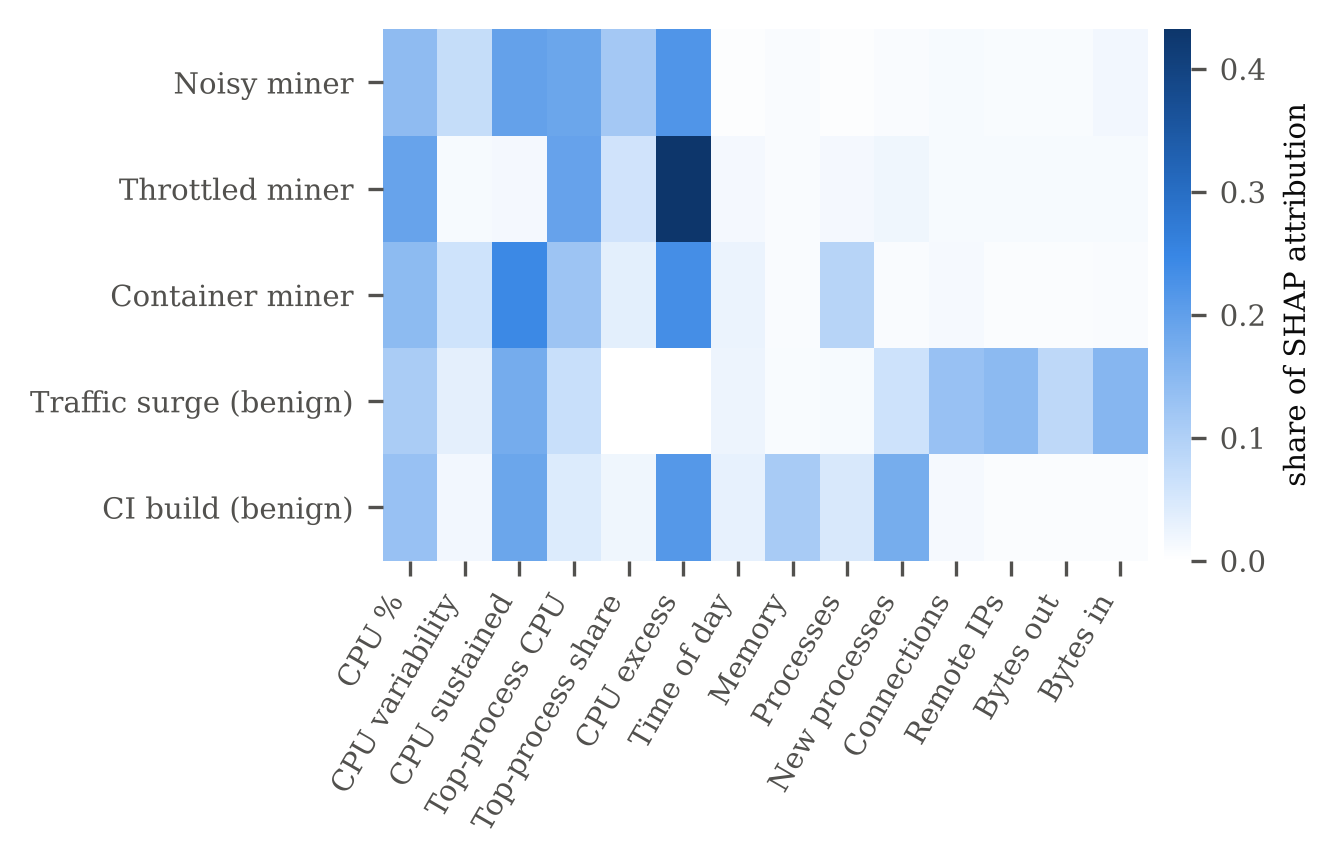 Noisy miner
Throttled miner
Container miner
Traffic surge (benign)
CI build (benign)
CPU %
CPU variability
CPU sustained
Top-process CPU
Top-process share
CPU excess
Time of day
Memory
Processes
New processes
Connections
Remote IPs
Bytes out
Bytes in
0.4
0.3
0.2
0.1
0.0
share of SHAP attribution